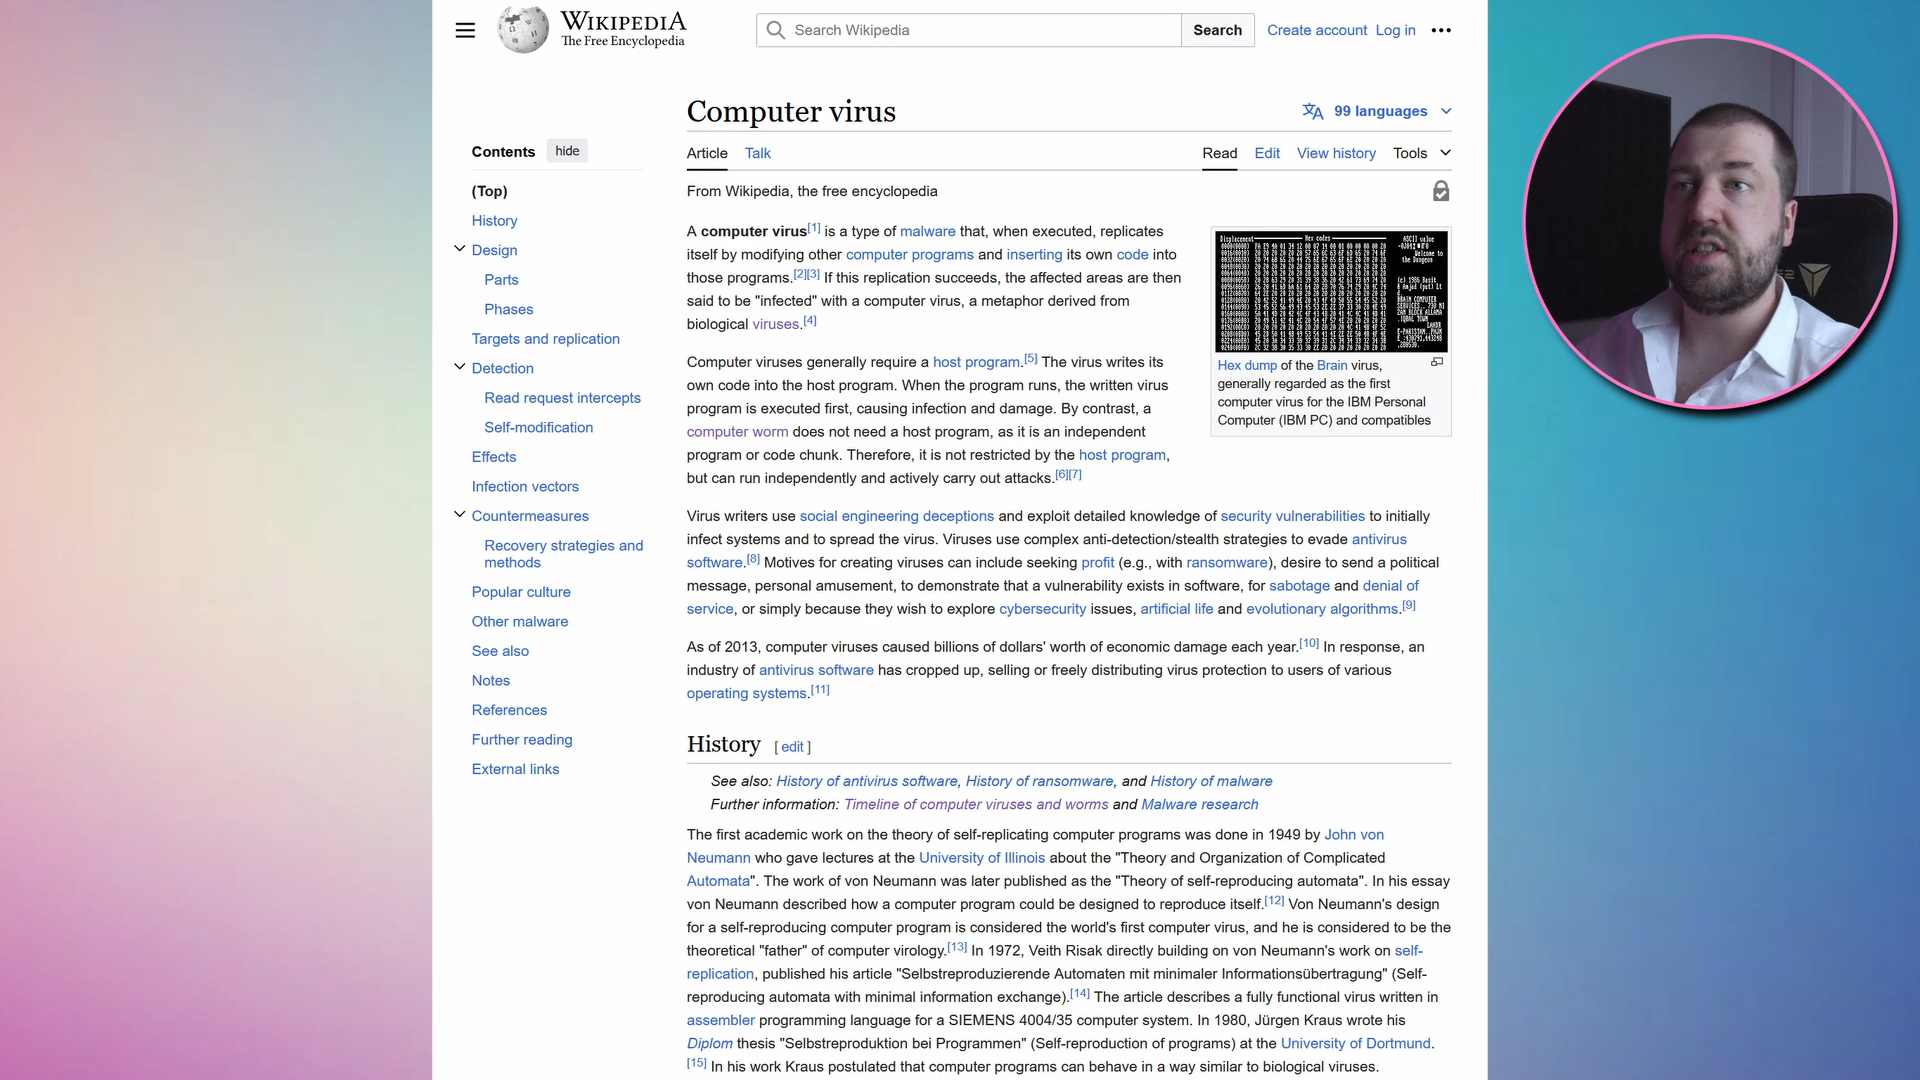 WIKIPEDIA
The Free Encyclopedia
Search Wikipedia
Search
Create account Log in
Computer virus
99 languages
Contents hide
Article Talk
Read Edit View history Tools
(Top)
History
Design
Parts
Phases
Targets and replication
Detection
Read request intercepts
Self-modification
Effects
Infection vectors
Countermeasures
Recovery strategies and
methods
Popular culture
Other malware
See also
Notes
References
Further reading
External links
From Wikipedia, the free encyclopedia
A computer virus[1] is a type of malware that, when executed, replicates
itself by modifying other computer programs and inserting its own code into
those programs.[2][3] If this replication succeeds, the affected areas are then
said to be "infected" with a computer virus, a metaphor derived from
biological viruses.[4]
Displacement Hex codes ASCII value
Welcome to
the Dungeon
Hex dump of the Brain virus,
generally regarded as the first
computer virus for the IBM Personal
Computer (IBM PC) and compatibles
Computer viruses generally require a host program.[5] The virus writes its
own code into the host program. When the program runs, the written virus
program is executed first, causing infection and damage. By contrast, a
computer worm does not need a host program, as it is an independent
program or code chunk. Therefore, it is not restricted by the host program,
but can run independently and actively carry out attacks.[6][7]
Virus writers use social engineering deceptions and exploit detailed knowledge of security vulnerabilities to initially
infect systems and to spread the virus. Viruses use complex anti-detection/stealth strategies to evade antivirus
software.[8] Motives for creating viruses can include seeking profit (e.g., with ransomware), desire to send a political
message, personal amusement, to demonstrate that a vulnerability exists in software, for sabotage and denial of
service, or simply because they wish to explore cybersecurity issues, artificial life and evolutionary algorithms.[9]
As of 2013, computer viruses caused billions of dollars' worth of economic damage each year.[10] In response, an
industry of antivirus software has cropped up, selling or freely distributing virus protection to users of various
operating systems.[11]
History [ edit ]
See also: History of antivirus software, History of ransomware, and History of malware
Further information: Timeline of computer viruses and worms and Malware research
The first academic work on the theory of self-replicating computer programs was done in 1949 by John von
Neumann who gave lectures at the University of Illinois about the "Theory and Organization of Complicated
Automata". The work of von Neumann was later published as the "Theory of self-reproducing automata". In his essay
von Neumann described how a computer program could be designed to reproduce itself.[12] Von Neumann's design
for a self-reproducing computer program is considered the world's first computer virus, and he is considered to be the
theoretical "father" of computer virology.[13] In 1972, Veith Risak directly building on von Neumann's work on self-
replication, published his article "Selbstreproduzierende Automaten mit minimaler Informationsübertragung" (Self-
reproducing automata with minimal information exchange).[14] The article describes a fully functional virus written in
assembler programming language for a SIEMENS 4004/35 computer system. In 1980, Jürgen Kraus wrote his
Diplom thesis "Selbstreproduktion bei Programmen" (Self-reproduction of programs) at the University of Dortmund.
[15] In his work Kraus postulated that computer programs can behave in a way similar to biological viruses.